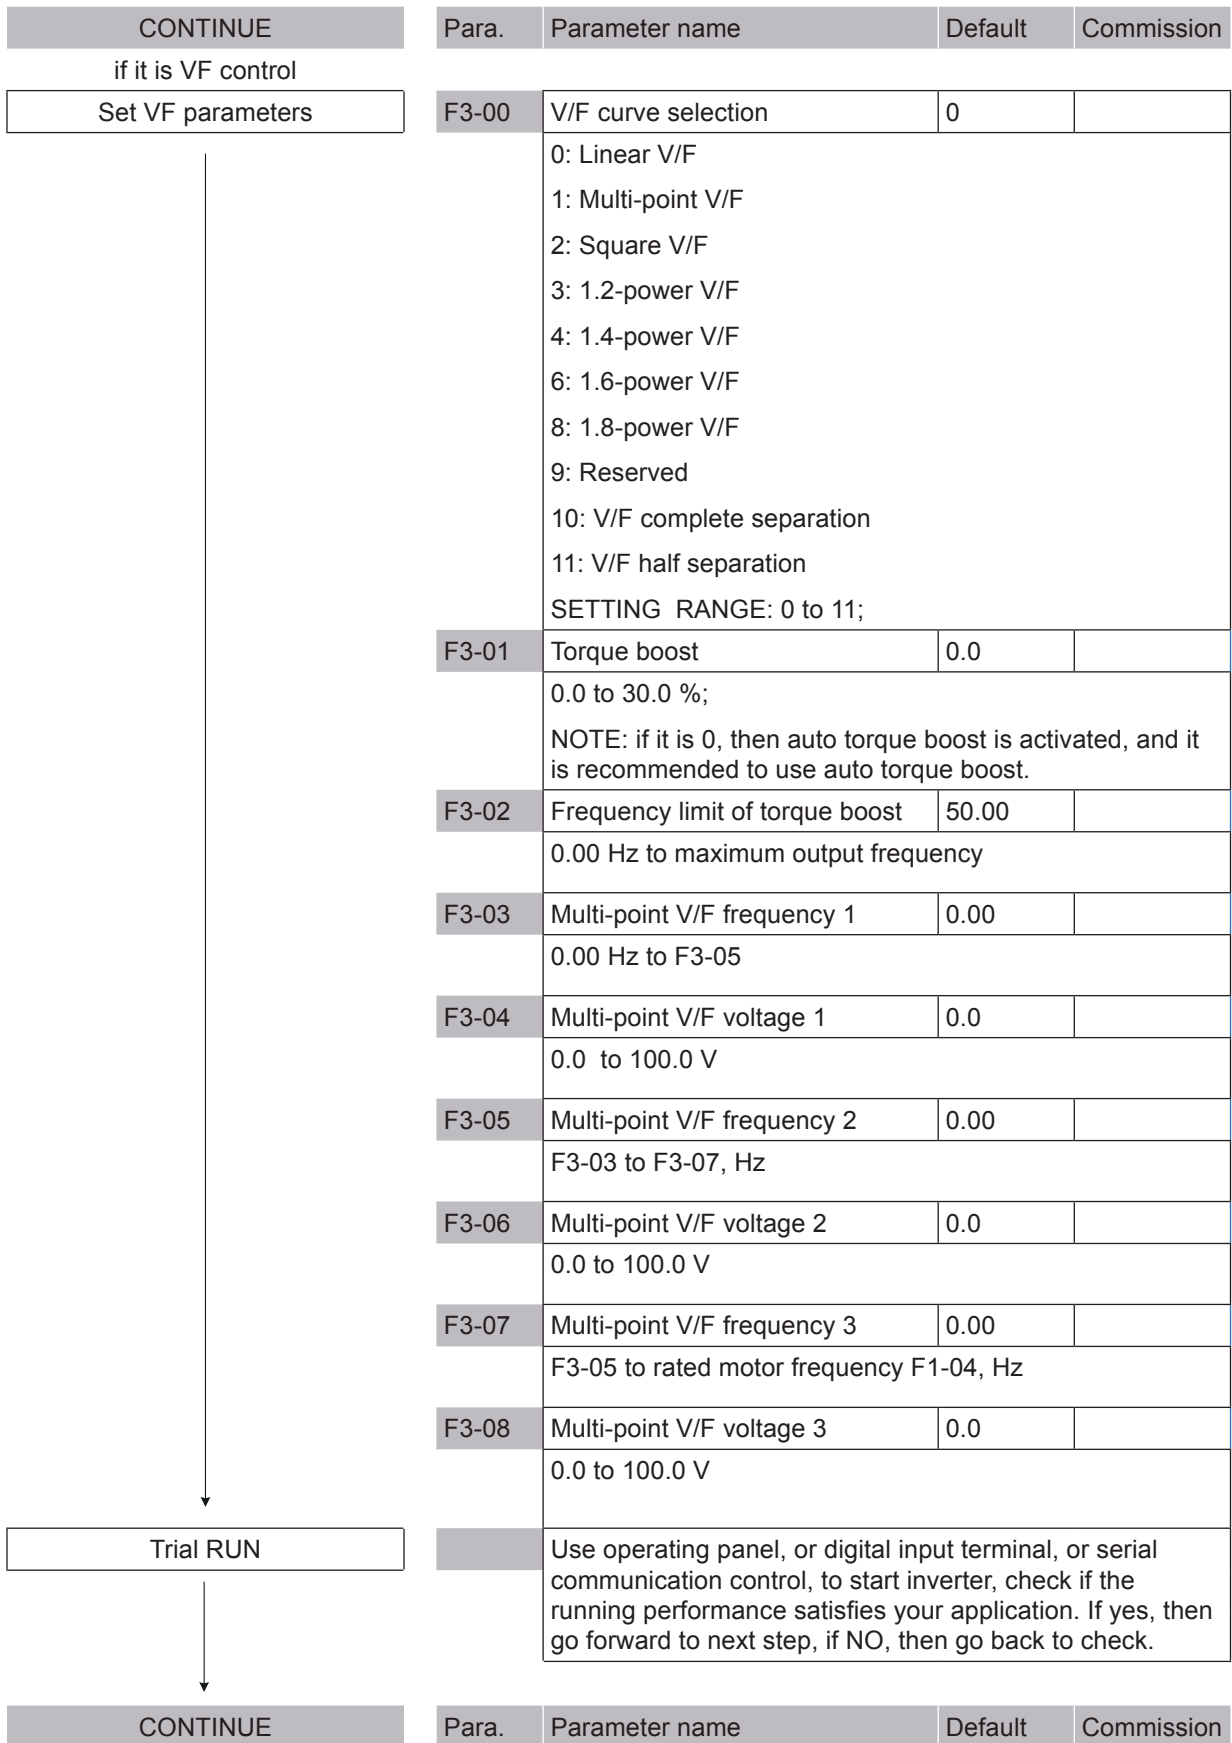 CONTINUE Para. Parameter name Default Commission
if it is VF control
Set VF parameters F3-00 V/F curve selection 0
0: Linear V/F
1: Multi-point V/F
2: Square V/F
3: 1.2-power V/F
4: 1.4-power V/F
6: 1.6-power V/F
8: 1.8-power V/F
9: Reserved
10: V/F complete separation
11: V/F half separation
SETTING RANGE: 0 to 11;
F3-01 Torque boost 0.0
0.0 to 30.0 %;
NOTE: if it is 0, then auto torque boost is activated, and it
is recommended to use auto torque boost.
F3-02 Frequency limit of torque boost 50.00
0.00 Hz to maximum output frequency
F3-03 Multi-point V/F frequency 1 0.00
0.00 Hz to F3-05
F3-04 Multi-point V/F voltage 1 0.0
0.0 to 100.0 V
F3-05 Multi-point V/F frequency 2 0.00
F3-03 to F3-07, Hz
F3-06 Multi-point V/F voltage 2 0.0
0.0 to 100.0 V
F3-07 Multi-point V/F frequency 3 0.00
F3-05 to rated motor frequency F1-04, Hz
F3-08 Multi-point V/F voltage 3 0.0
0.0 to 100.0 V
Trial RUN Use operating panel, or digital input terminal, or serial
communication control, to start inverter, check if the
running performance satisfies your application. If yes, then
go forward to next step, if NO, then go back to check.
CONTINUE Para. Parameter name Default Commission